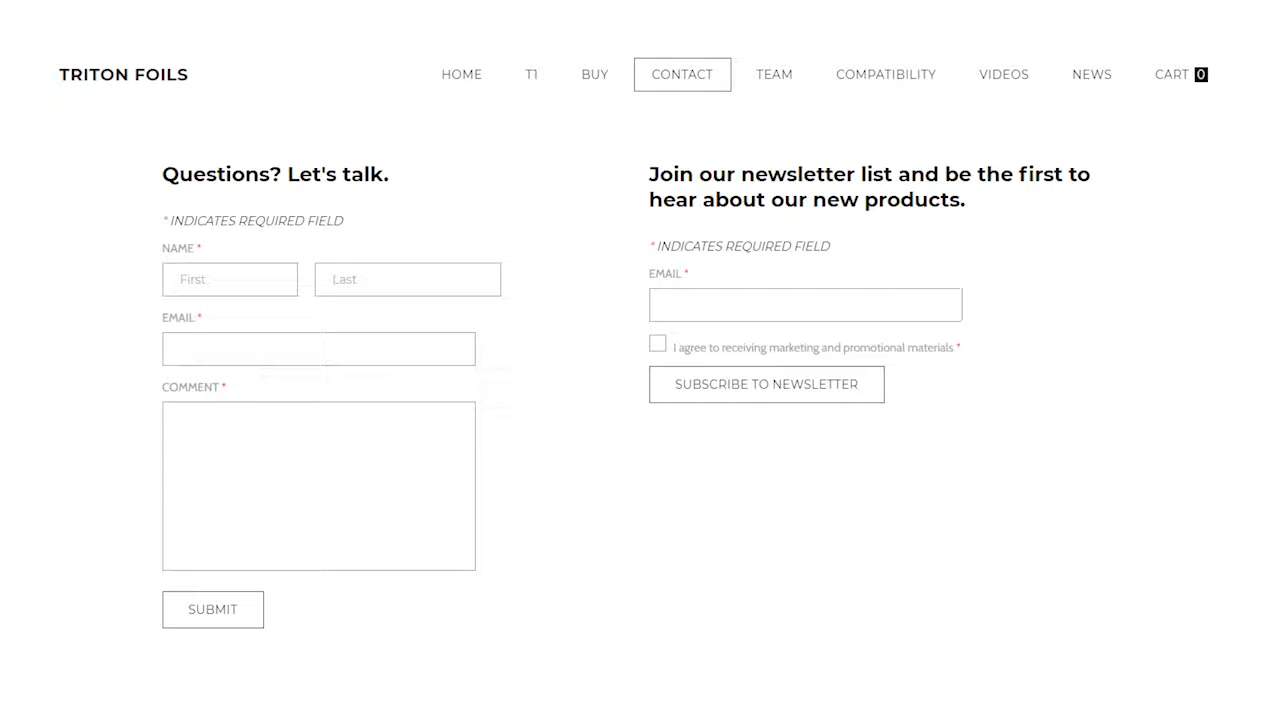 TRITON FOILS
HOME T1 BUY CONTACT TEAM COMPATIBILITY VIDEOS NEWS CART 0
Questions? Let's talk.
* INDICATES REQUIRED FIELD
NAME *
First
Last
EMAIL *
COMMENT *
SUBMIT
Join our newsletter list and be the first to
hear about our new products.
* INDICATES REQUIRED FIELD
EMAIL *
I agree to receiving marketing and promotional materials *
SUBSCRIBE TO NEWSLETTER